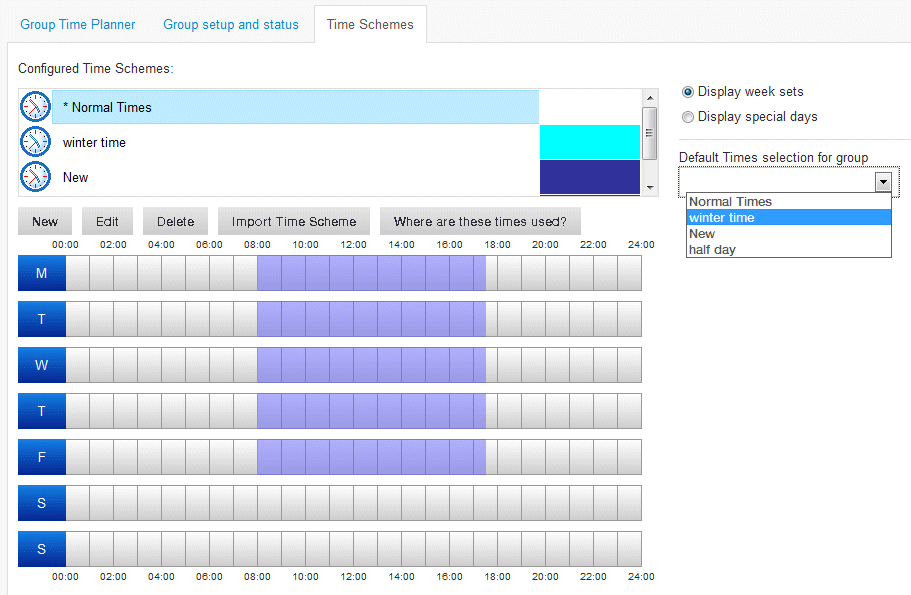 Group Time Planner Group setup and status Time Schemes
Configured Time Schemes:
* Normal Times
winter time
New
Display week sets
Display special days
Default Times selection for group
Normal Times
winter time
New
half day
New Edit Delete Import Time Scheme Where are these times used?
00:00 02:00 04:00 06:00 08:00 10:00 12:00 14:00 16:00 18:00 20:00 22:00 24:00
M
T
W
T
F
S
S
00:00 02:00 04:00 06:00 08:00 10:00 12:00 14:00 16:00 18:00 20:00 22:00 24:00